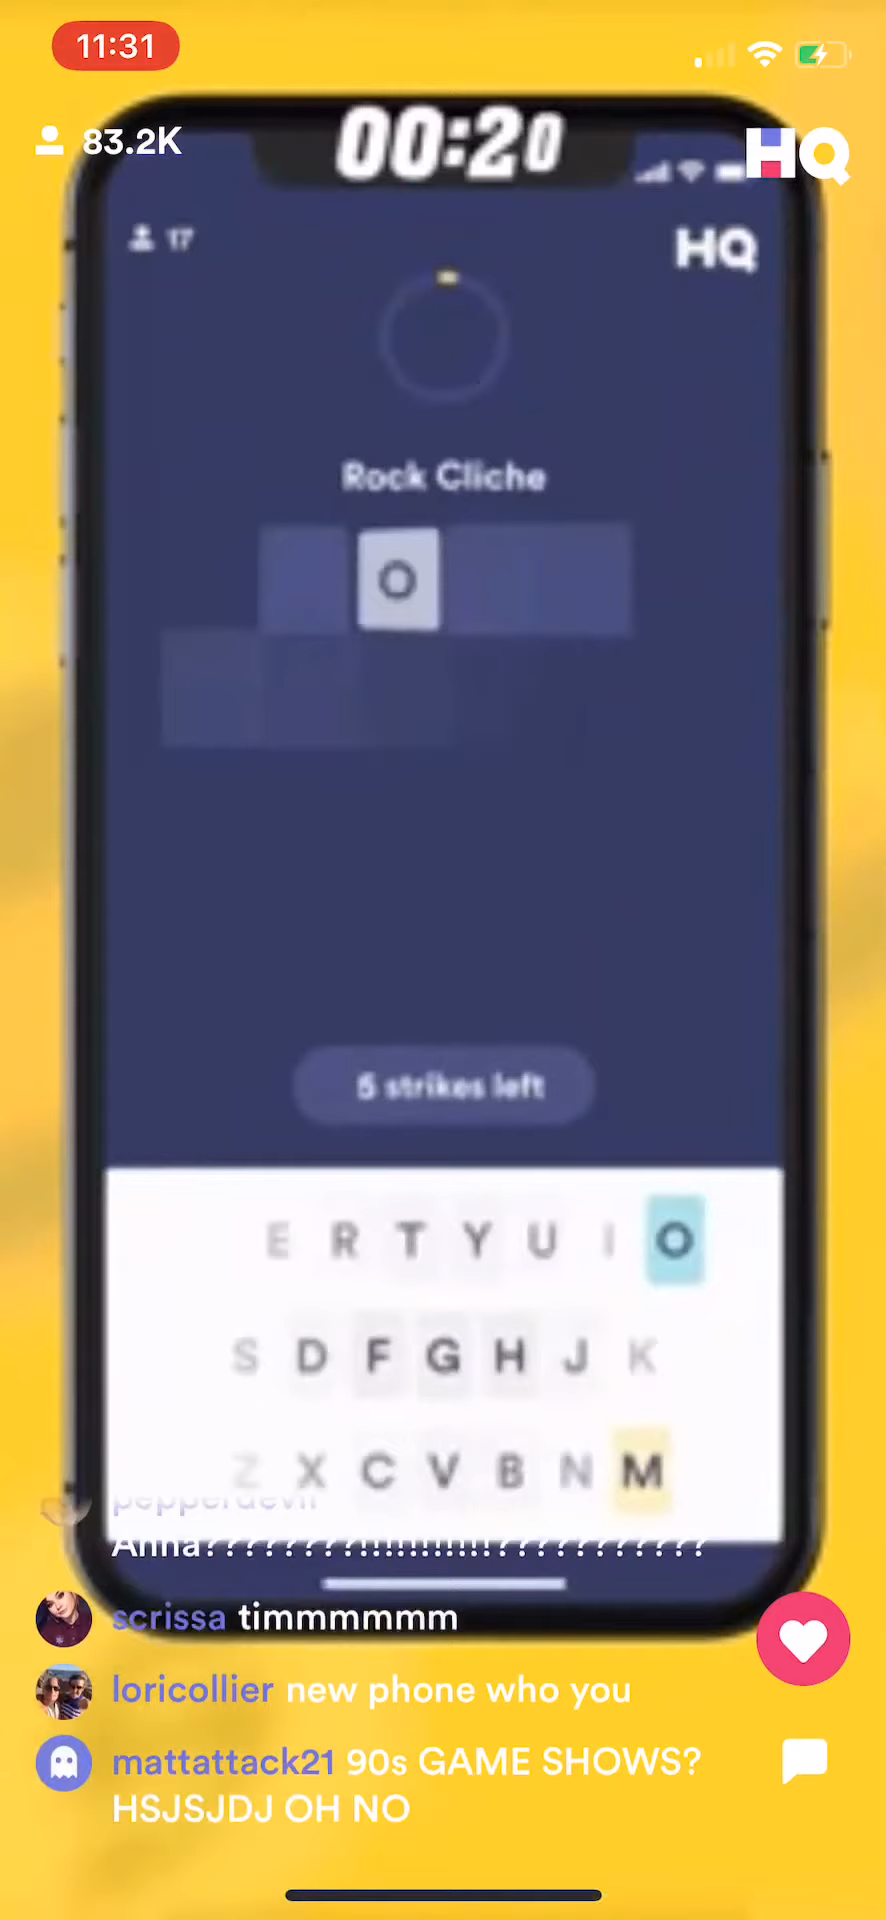 11:31
83.2K
00:20
HQ
17
HQ
Rock Cliche
O
5 strikes left
E R T Y U I O
S D F G H J K
Z X C V B N M
pepperdevil
Anna????????!!!!!!!!!!???????????
scrissa timmmmmm
loricollier new phone who you
mattattack21 90s GAME SHOWS?
HSJSJDJ OH NO